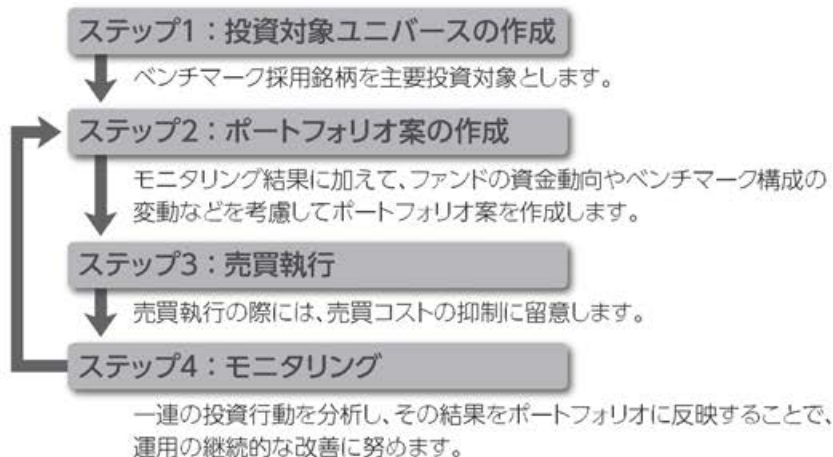 ステップ1：投資対象ユニバースの作成
ベンチマーク採用銘柄を主要投資対象とします。
ステップ2：ポートフォリオ案の作成
モニタリング結果に加えて、ファンドの資金動向やベンチマーク構成の
変動などを考慮してポートフォリオ案を作成します。
ステップ3：売買執行
売買執行の際には、売買コストの抑制に留意します。
ステップ4：モニタリング
一連の投資行動を分析し、その結果をポートフォリオに反映することで、
運用の継続的な改善に努めます。